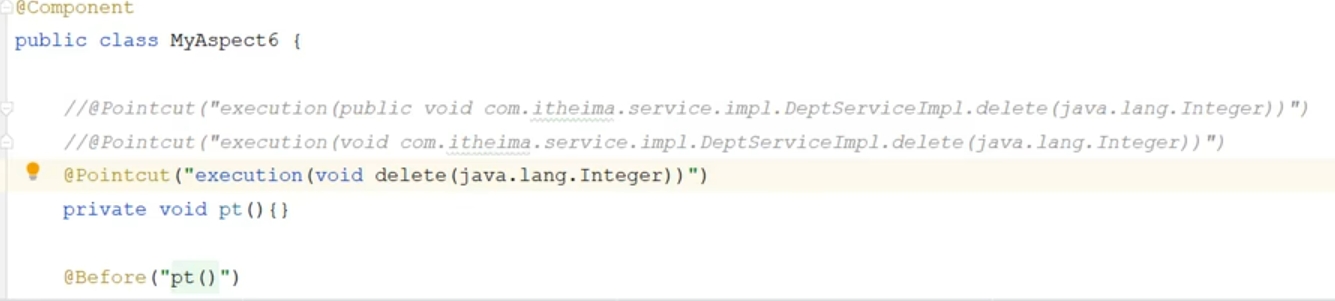 @Component
public class MyAspect6 {
//@Pointcut("execution(public void com.itheima.service.impl.DeptServiceImpl.delete(java.lang.Integer))")
//@Pointcut("execution(void com.itheima.service.impl.DeptServiceImpl.delete(java.lang.Integer))")
@Pointcut("execution(void delete(java.lang.Integer))")
private void pt(){}
@Before("pt()")